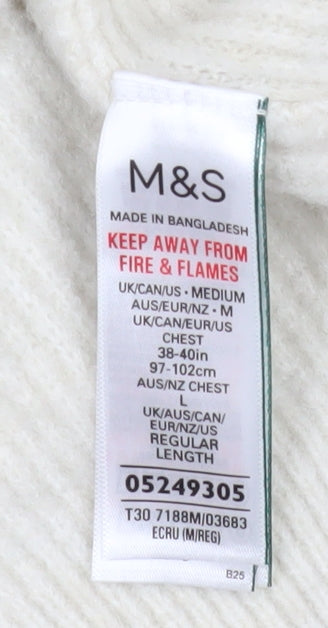 M&S
MADE IN BANGLADESH
KEEP AWAY FROM
FIRE & FLAMES
UK/CAN/US • MEDIUM
AUS/EUR/NZ • M
UK/CAN/EUR/US
CHEST
38-40in
97-102cm
AUS/NZ CHEST
L
UK/AUS/CAN/
EUR/NZ/US
REGULAR
LENGTH
05249305
T30 7188M/03683
ECRU (M/REG)
B25